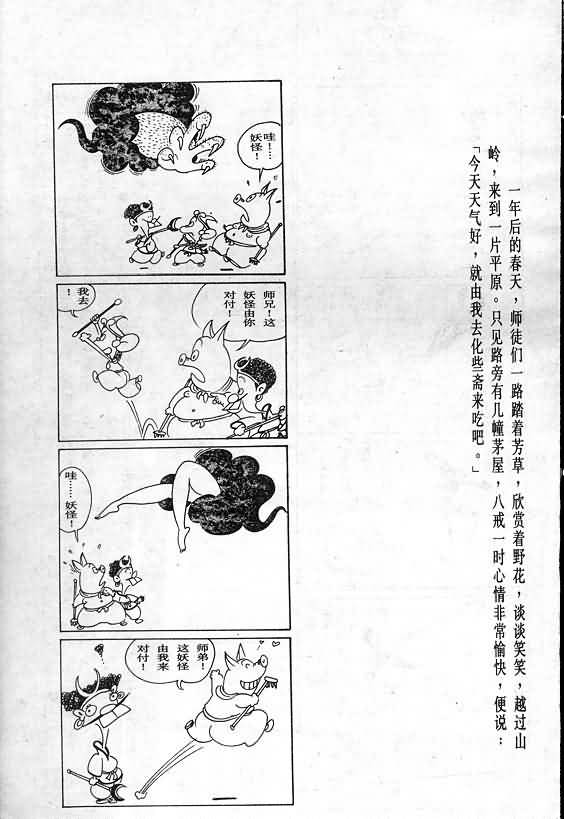 一年后的春天，师徒们一路踏着芳草，欣赏着野花，谈谈笑笑，越过山
岭，来到一片平原。只见路旁有几幢茅屋，八戒一时心情非常愉快，便说：
「今天天气好，就由我去化些斋来吃吧。」
哇……
妖怪！
师兄！这
妖怪由你
对付！
我去
！
哇……妖怪！
师弟！
这妖怪
由我来
对付！